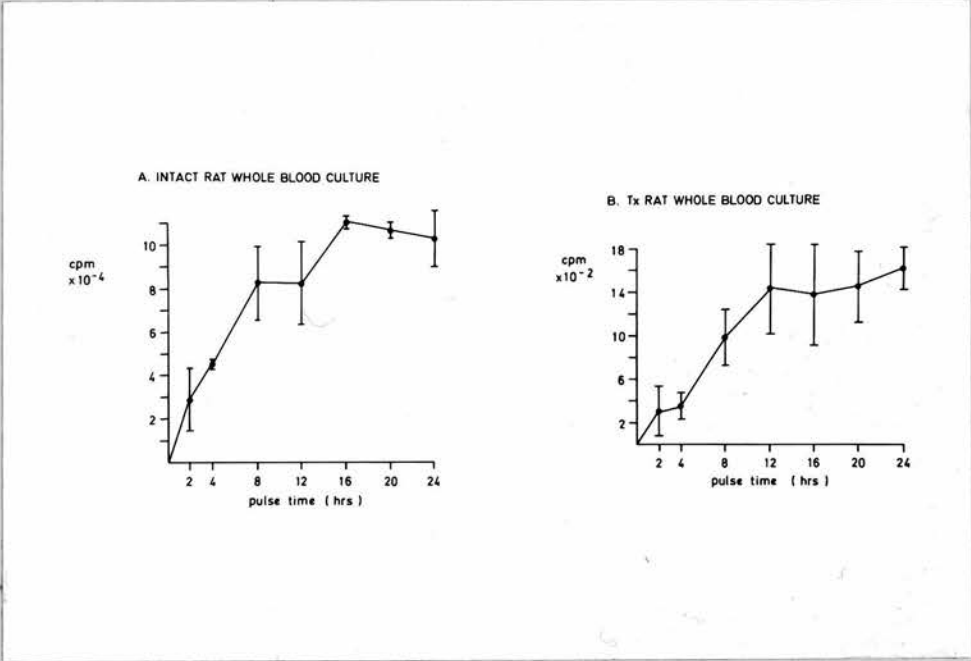 A. INTACT RAT WHOLE BLOOD CULTURE
cpm
x10⁻⁴
10
8
6
4
2
2 4 8 12 16 20 24
pulse time (hrs)
B. Tx RAT WHOLE BLOOD CULTURE
cpm
x10⁻²
18
14
10
6
2
2 4 8 12 16 20 24
pulse time (hrs)